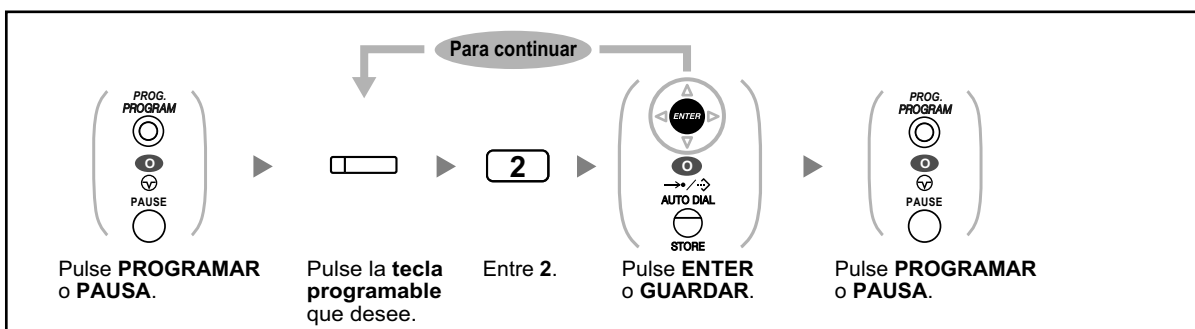 Para continuar
PROG.
PROGRAM
O
PAUSE
2
ENTER
O
AUTO DIAL
STORE
PROG.
PROGRAM
O
PAUSE
Pulse PROGRAMAR
o PAUSA.
Pulse la tecla
programable
que desee.
Entre 2.
Pulse ENTER
o GUARDAR.
Pulse PROGRAMAR
o PAUSA.